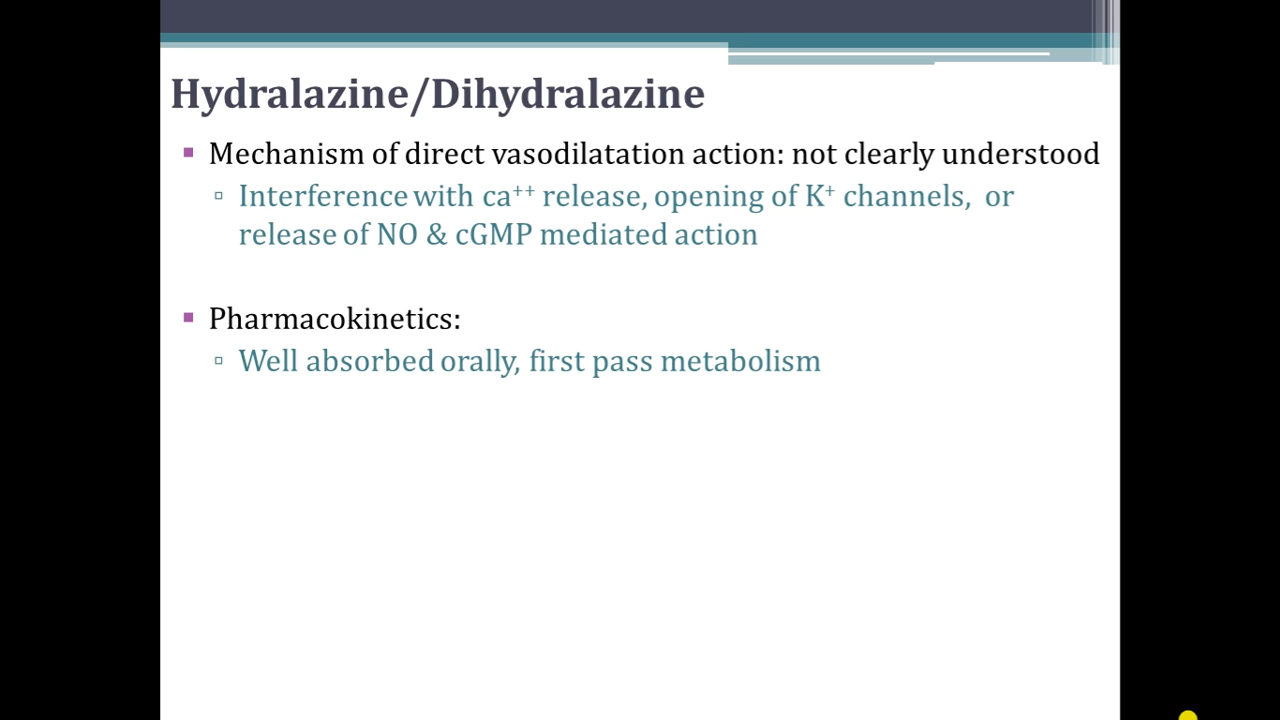 Hydralazine/Dihydralazine
▪ Mechanism of direct vasodilatation action: not clearly understood
▫ Interference with ca⁺⁺ release, opening of K⁺ channels, or
release of NO & cGMP mediated action
▪ Pharmacokinetics:
▫ Well absorbed orally, first pass metabolism